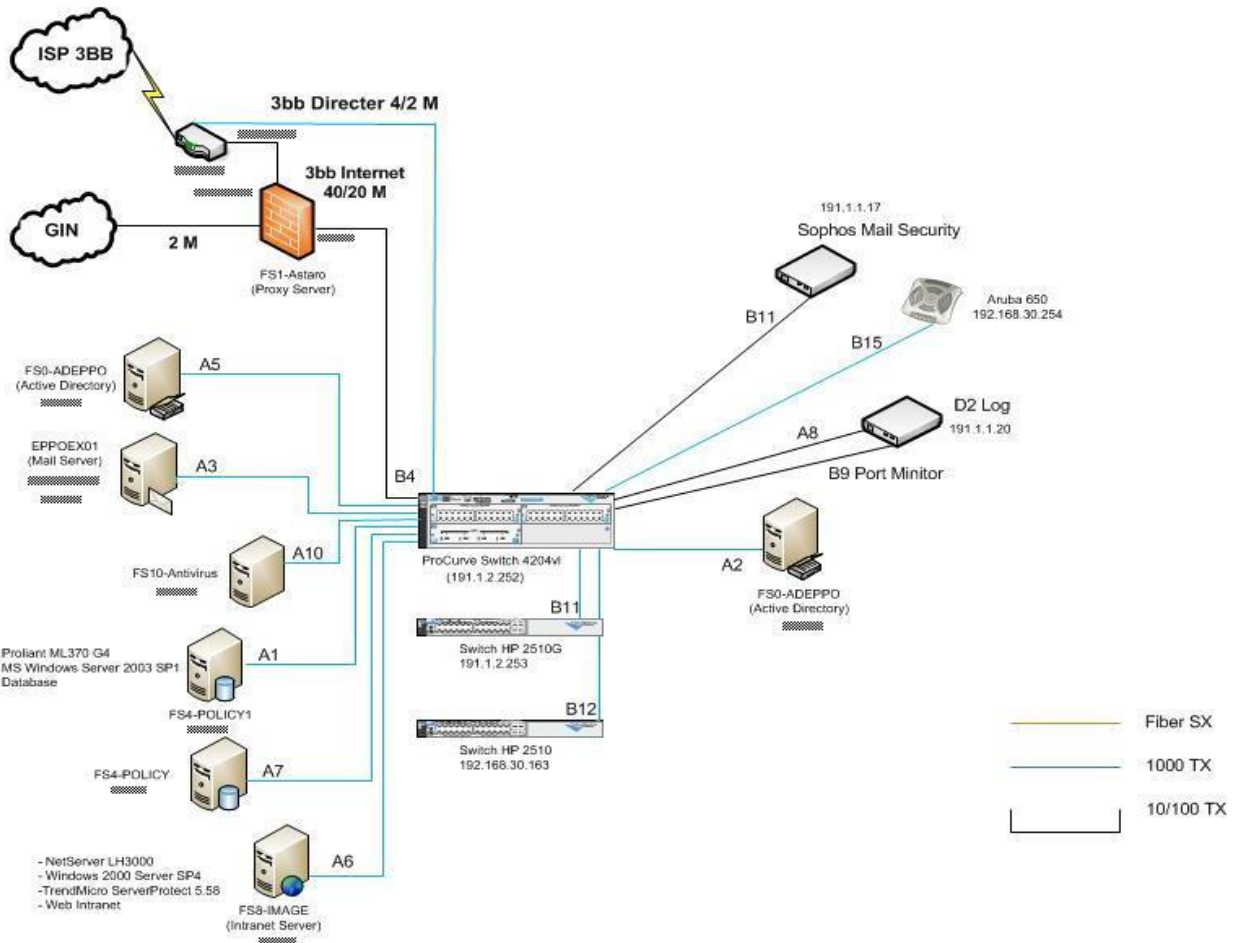 ISP 3BB
3bb Directer 4/2 M
3bb Internet
40/20 M
GIN
2 M
FS1-Astaro
(Proxy Server)
191.1.1.17
Sophos Mail Security
B11
Aruba 650
192.168.30.254
B15
D2 Log
191.1.1.20
A8
B9 Port Minitor
FS0-ADEPPO
(Active Directory)
A5
EPPOEX01
(Mail Server)
A3
B4
FS10-Antivirus
A10
ProCurve Switch 4204vl
(191.1.2.252)
A2
FS0-ADEPPO
(Active Directory)
B11
Switch HP 2510G
191.1.2.253
Proliant ML370 G4
MS Windows Server 2003 SP1
Database
A1
FS4-POLICY1
B12
Switch HP 2510
192.168.30.163
FS4-POLICY
A7
- NetServer LH3000
- Windows 2000 Server SP4
-TrendMicro ServerProtect 5.58
- Web Intranet
A6
FS8-IMAGE
(Intranet Server)
Fiber SX
1000 TX
10/100 TX